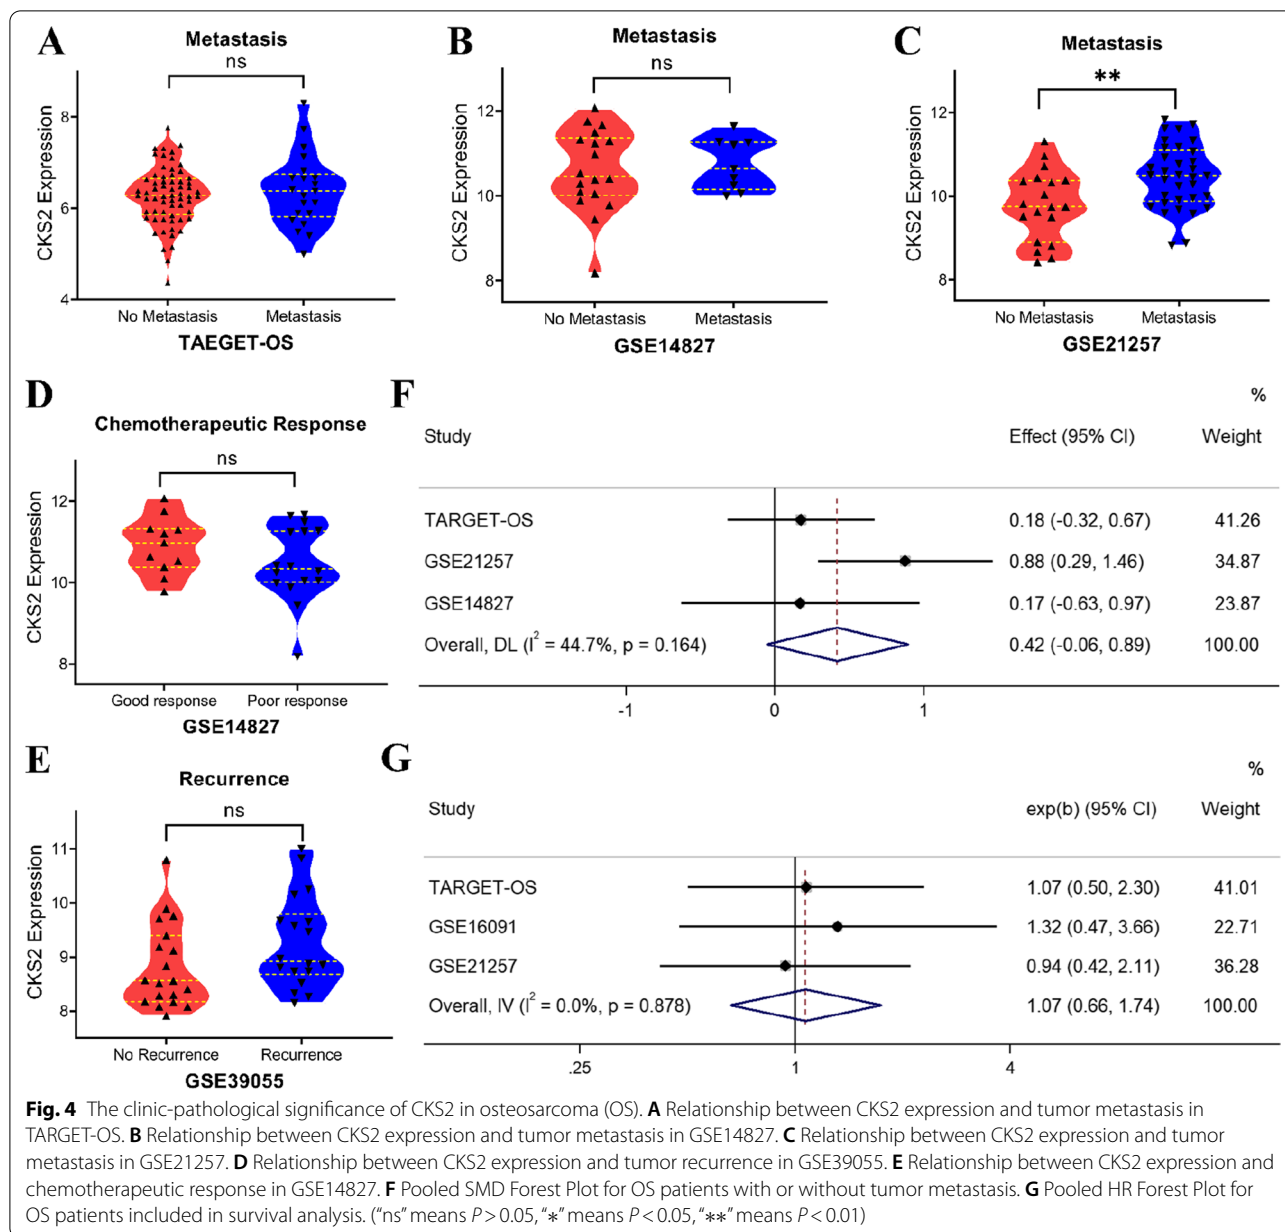 A
Metastasis
ns
CKS2 Expression
8
6
4
No Metastasis Metastasis
TAEGET-OS
B
Metastasis
ns
CKS2 Expression
12
10
8
No Metastasis Metastasis
GSE14827
C
Metastasis
**
CKS2 Expression
12
10
8
No Metastasis Metastasis
GSE21257
D
Chemotherapeutic Response
ns
CKS2 Expression
12
10
8
Good response Poor response
GSE14827
F
%
Study Effect (95% CI) Weight
TARGET-OS 0.18 (-0.32, 0.67) 41.26
GSE21257 0.88 (0.29, 1.46) 34.87
GSE14827 0.17 (-0.63, 0.97) 23.87
Overall, DL (I² = 44.7%, p = 0.164) 0.42 (-0.06, 0.89) 100.00
-1 0 1
E
Recurrence
ns
CKS2 Expression
11
10
9
8
No Recurrence Recurrence
GSE39055
G
%
Study exp(b) (95% CI) Weight
TARGET-OS 1.07 (0.50, 2.30) 41.01
GSE16091 1.32 (0.47, 3.66) 22.71
GSE21257 0.94 (0.42, 2.11) 36.28
Overall, IV (I² = 0.0%, p = 0.878) 1.07 (0.66, 1.74) 100.00
.25 1 4
Fig. 4 The clinic-pathological significance of CKS2 in osteosarcoma (OS). A Relationship between CKS2 expression and tumor metastasis in
TARGET-OS. B Relationship between CKS2 expression and tumor metastasis in GSE14827. C Relationship between CKS2 expression and tumor
metastasis in GSE21257. D Relationship between CKS2 expression and tumor recurrence in GSE39055. E Relationship between CKS2 expression and
chemotherapeutic response in GSE14827. F Pooled SMD Forest Plot for OS patients with or without tumor metastasis. G Pooled HR Forest Plot for
OS patients included in survival analysis. ("ns" means P > 0.05, "*" means P < 0.05, "**" means P < 0.01)